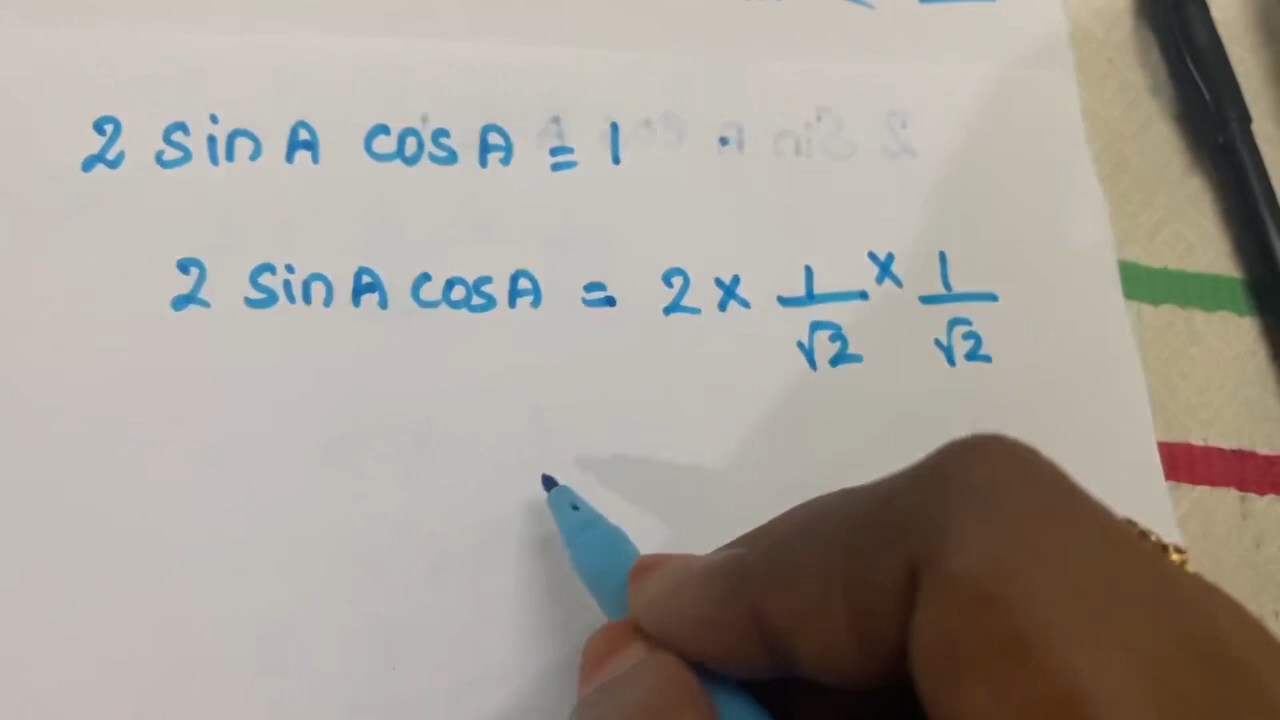 2 sin A cos A = 1
2 sin A cos A = 2 × 1/√2 × 1/√2